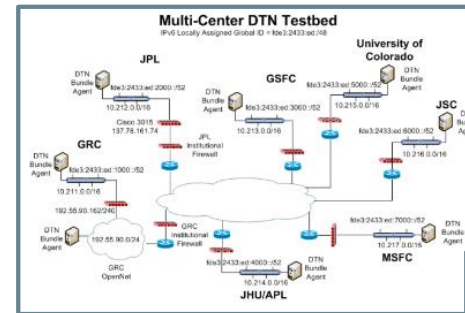 Multi-Center DTN Testbed
IPv6 Locally Assigned Global ID = fde3:2433:ed:/48
JPL
DTN
Bundle
Agent
fde3:2433:ed:2000::/52
10.212.0.0/16
Cisco 3015
137.78.161.74
JPL
Institutional
Firewall
GSFC
DTN
Bundle
Agent
fde3:2433:ed:3000::/52
10.213.0.0/16
University of
Colorado
DTN
Bundle
Agent
fde3:2433:ed:5000::/52
10.215.0.0/16
JSC
DTN
Bundle
Agent
fde3:2433:ed:6000::/52
10.216.0.0/16
GRC
DTN
Bundle
Agent
fde3:2433:ed:1000::/52
10.211.0.0/16
192.55.90.162/240
DTN
Bundle
Agent
192.55.90.0/24
GRC
OpenNet
GRC
Institutional
Firewall
fde3:2433:ed:4000::/52
10.214.0.0/16
DTN
Bundle
Agent
JHU/APL
fde3:2433:ed:7000::/52
10.217.0.0/16
DTN
Bundle
Agent
MSFC